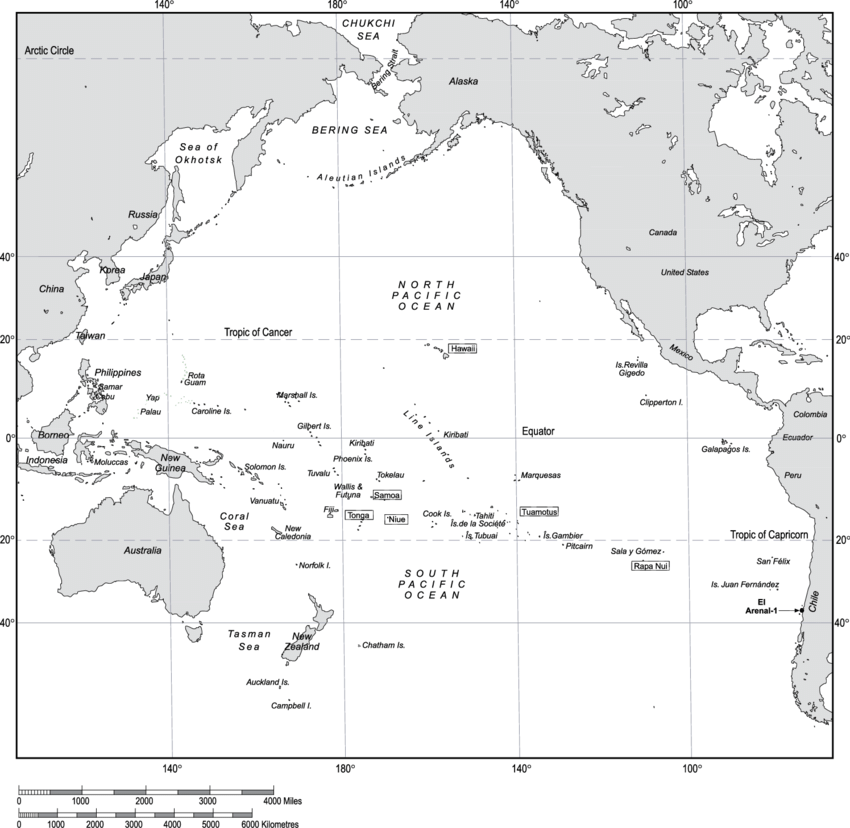 140° 180° 140° 100°
CHUKCHI
SEA
Arctic Circle
Bering Strait
Alaska
BERING SEA
Sea of
Okhotsk
Aleutian Islands
Russia
Canada
40° 40°
Korea
Japan
United States
China
NORTH
PACIFIC
OCEAN
Taiwan
Tropic of Cancer
20° 20°
Hawaii
Mexico
Is.Revilla
Gigedo
Philippines
Rota
Guam
Samar
Cebu
Yap
Marshall Is.
Clipperton I.
Palau
Caroline Is.
Line Islands
Colombia
Gilbert Is.
Borneo
Kiribati
Equator
Ecuador
0° 0°
Nauru
Kiribati
Galapagos Is.
Indonesia
Moluccas
New
Guinea
Phoenix Is.
Solomon Is.
Tuvalu
Tokelau
Marquesas
Peru
Wallis &
Futuna
Samoa
Vanuatu
Fiji
Tonga
'Niue
Cook Is.
Tahiti
Tuamotus
Coral
Sea
Îs.de la Société
New
Caledonia
Îs.Tubuai
Îs.Gambier
Tropic of Capricorn
20° 20°
Australia
Pitcairn
Sala y Gómez
Rapa Nui
San Félix
Norfolk I.
SOUTH
PACIFIC
OCEAN
Is. Juan Fernández
El
Arenal-1
Chile
40° 40°
Tasman
Sea
New
Zealand
Chatham Is.
Auckland Is.
Campbell I.
140° 180° 140° 100°
0 1000 2000 3000 4000 Miles
0 1000 2000 3000 4000 5000 6000 Kilometres